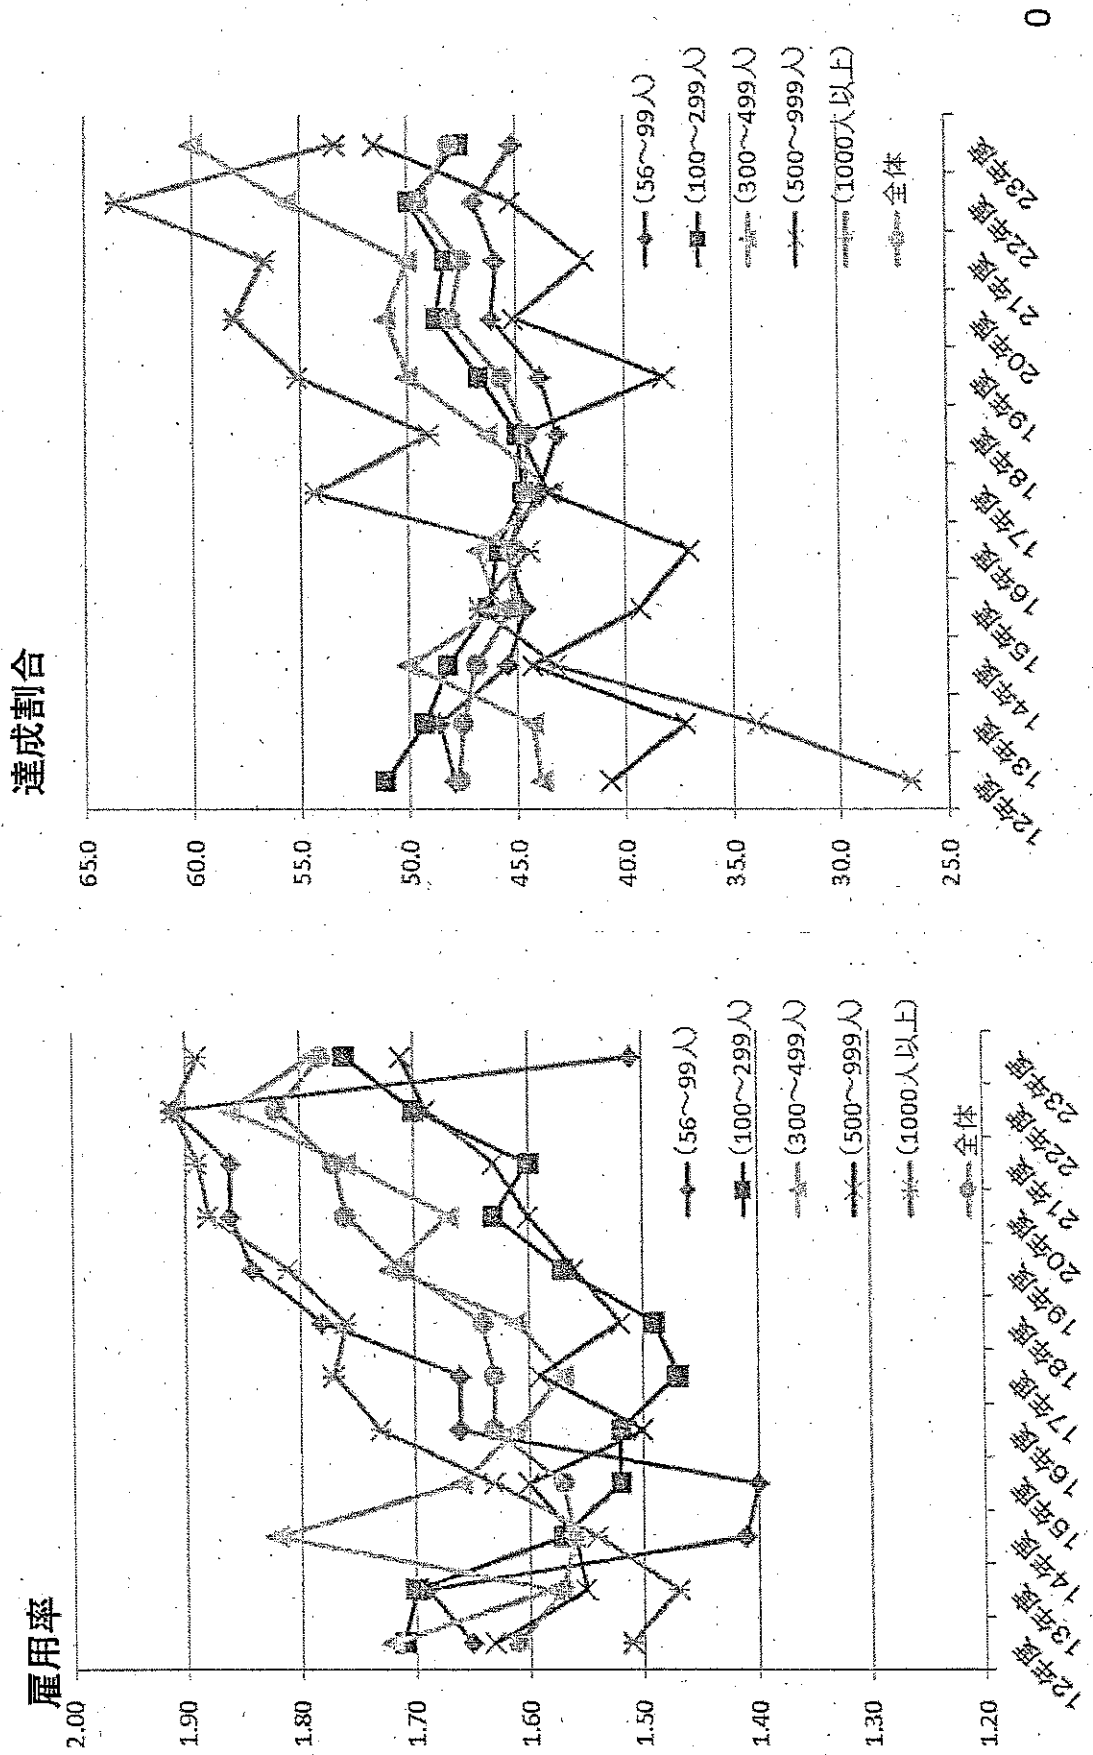 雇用率
2.00
1.90
1.80
1.70
1.60
1.50
1.40
1.30
1.20
12年度
13年度
14年度
15年度
16年度
17年度
18年度
19年度
20年度
21年度
22年度
23年度
(56～99人)
(100～299人)
(300～499人)
(500～999人)
(1000人以上)
全体
達成割合
65.0
60.0
55.0
50.0
45.0
40.0
35.0
30.0
25.0
12年度
13年度
14年度
15年度
16年度
17年度
18年度
19年度
20年度
21年度
22年度
23年度
(56～99人)
(100～299人)
(300～499人)
(500～999人)
(1000人以上)
全体
0